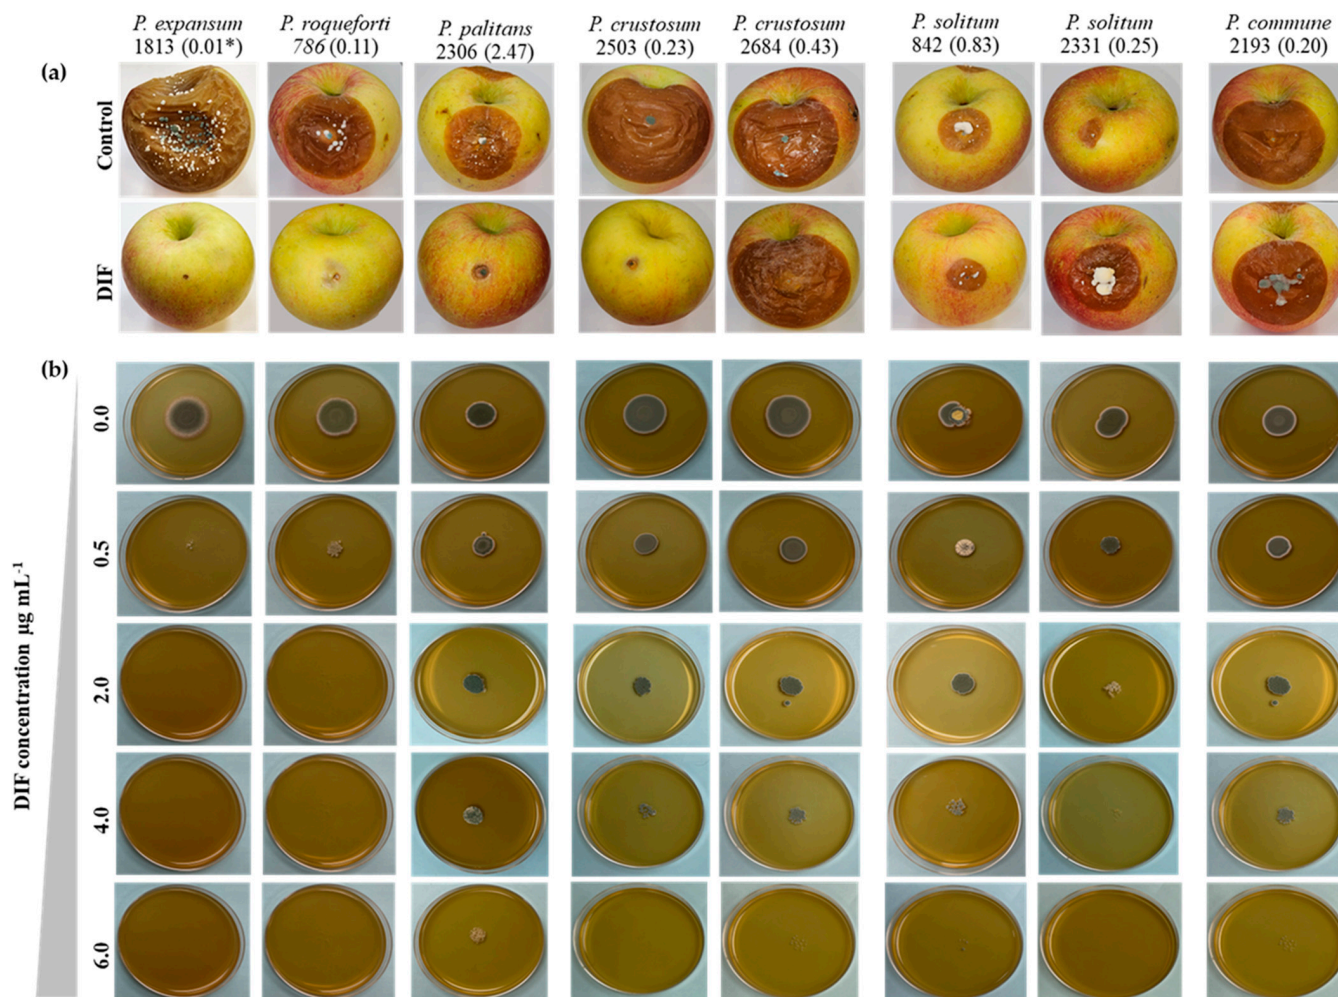 P. expansum
1813 (0.01*)
P. roqueforti
786 (0.11)
P. palitans
2306 (2.47)
P. crustosum
2503 (0.23)
P. crustosum
2684 (0.43)
P. solitum
842 (0.83)
P. solitum
2331 (0.25)
P. commune
2193 (0.20)
(a)
Control
DIF
(b)
DIF concentration µg mL⁻¹
0.0
0.5
2.0
4.0
6.0